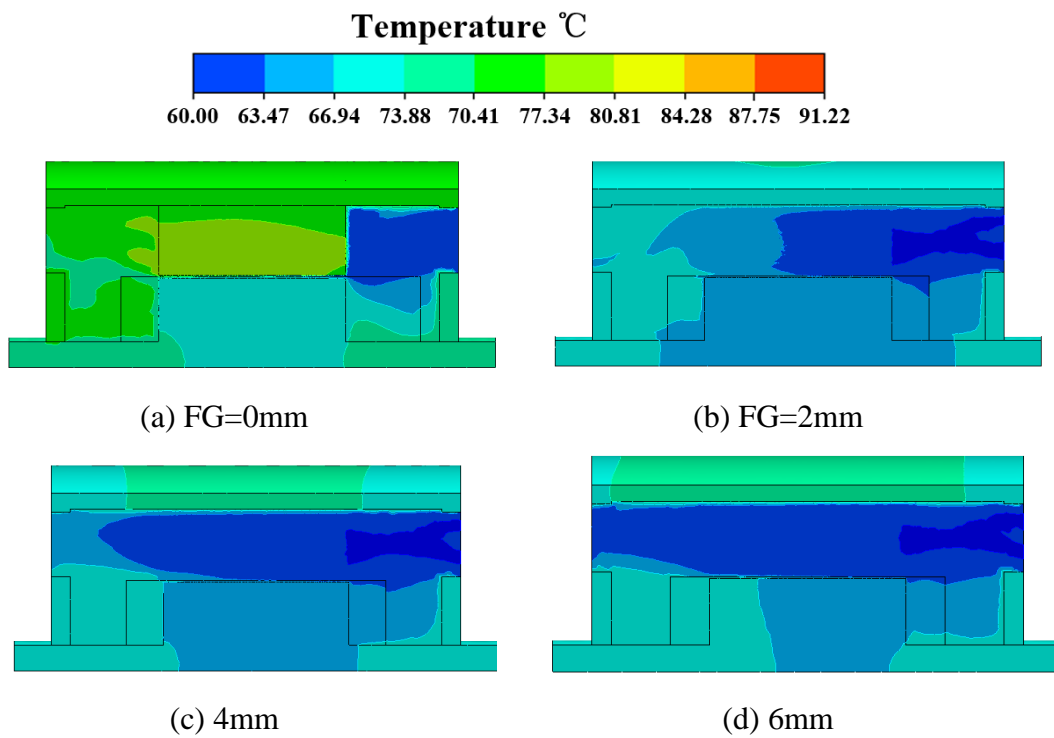 Temperature ℃
60.00 63.47 66.94 73.88 70.41 77.34 80.81 84.28 87.75 91.22
(a) FG=0mm (b) FG=2mm
(c) 4mm (d) 6mm